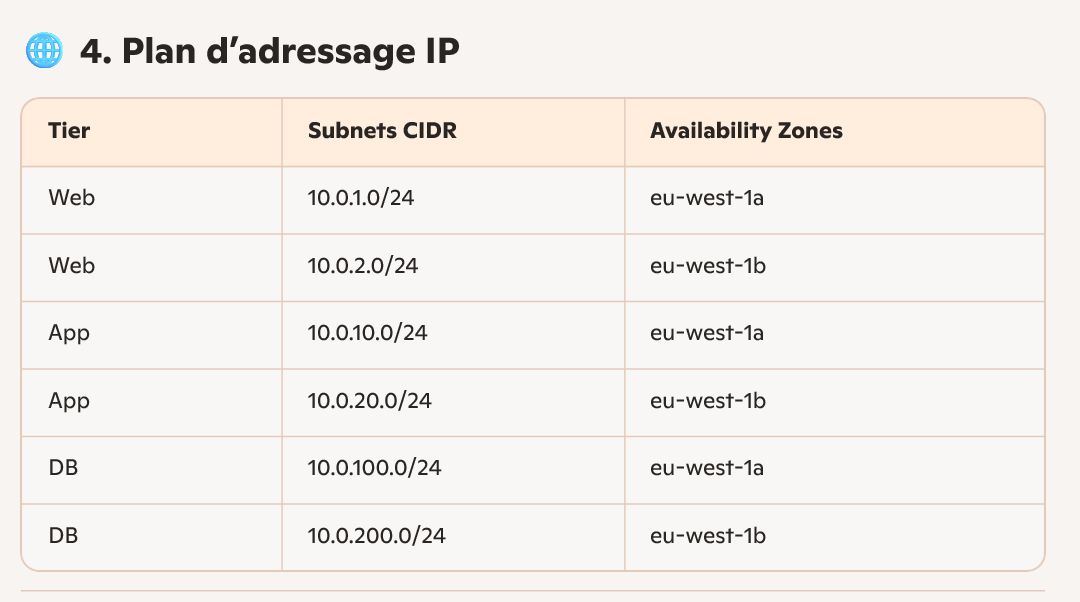 4. Plan d’adressage IP
Tier Subnets CIDR Availability Zones
Web 10.0.1.0/24 eu-west-1a
Web 10.0.2.0/24 eu-west-1b
App 10.0.10.0/24 eu-west-1a
App 10.0.20.0/24 eu-west-1b
DB 10.0.100.0/24 eu-west-1a
DB 10.0.200.0/24 eu-west-1b